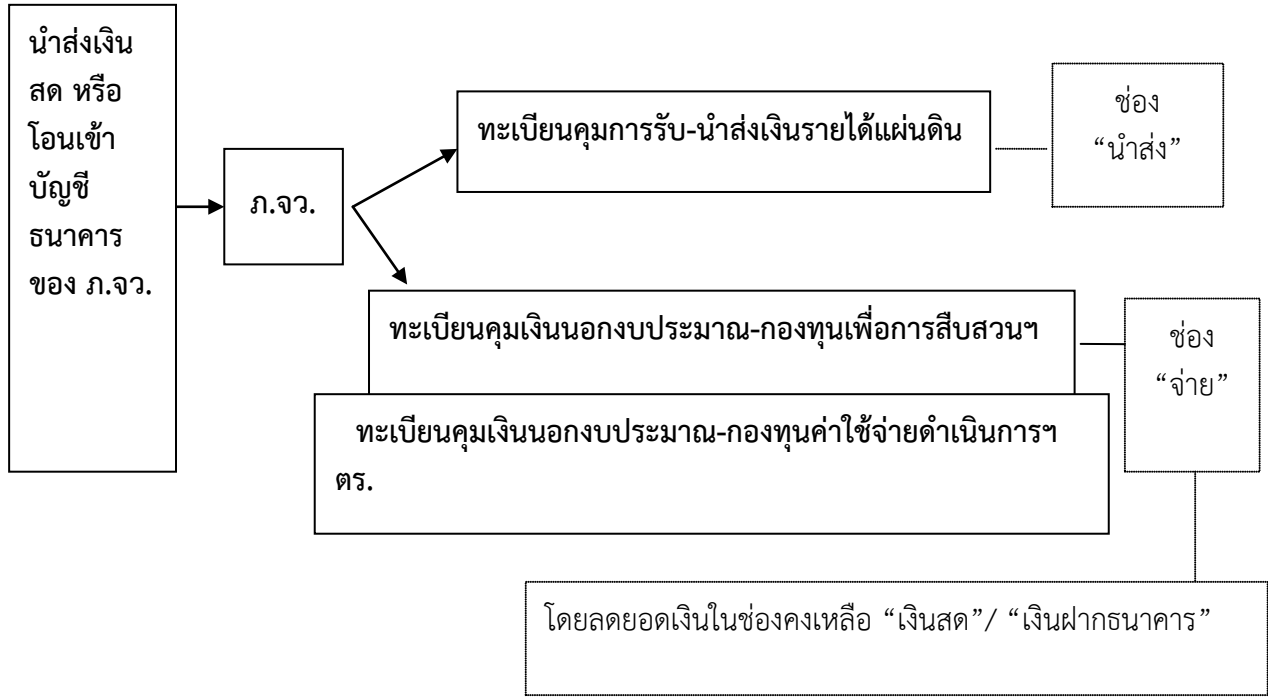 นำส่งเงิน
สด หรือ
โอนเข้า
บัญชี
ธนาคาร
ของ ภ.จว.
ภ.จว.
ทะเบียนคุมการรับ-นำส่งเงินรายได้แผ่นดิน
ช่อง
“นำส่ง”
ทะเบียนคุมเงินนอกงบประมาณ-กองทุนเพื่อการสืบสวนฯ
ช่อง
“จ่าย”
ทะเบียนคุมเงินนอกงบประมาณ-กองทุนค่าใช้จ่ายดำเนินการฯ
ตร.
โดยลดยอดเงินในช่องคงเหลือ “เงินสด”/ “เงินฝากธนาคาร”